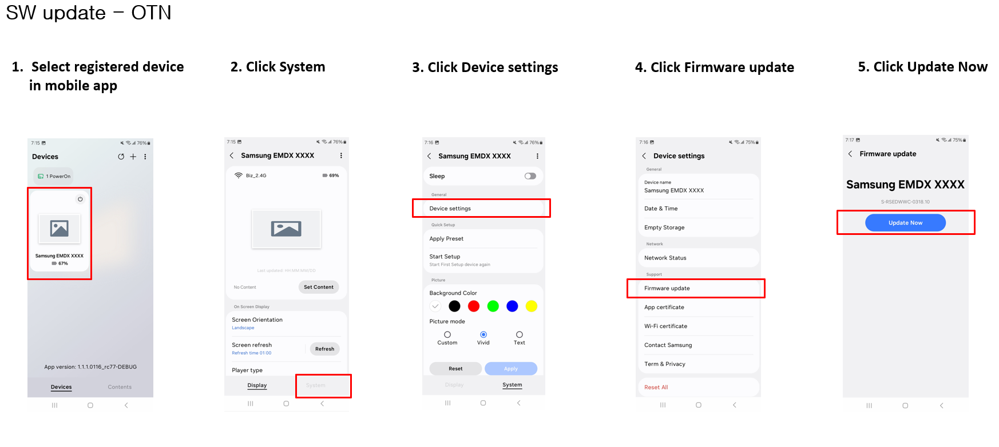 SW update – OTN
1. Select registered device
in mobile app
2. Click System
3. Click Device settings
4. Click Firmware update
5. Click Update Now
7:15
76%
Devices
1 PowerOn
Samsung EMDX XXXX
67%
App version: 1.1.1.0116_rc77-DEBUG
Devices
Contents
7:15
76%
Samsung EMDX XXXX
Biz_2.4G
69%
Last updated: HH:MM:MM/DD
No Content
Set Content
On Screen Display
Screen Orientation
Landscape
Screen refresh
Refresh time 01:00
Refresh
Player type
Display
System
7:16
76%
Samsung EMDX XXXX
Sleep
General
Device settings
Quick Setup
Apply Preset
Start Setup
Start First Setup device again
Picture
Background Color
Picture mode
Custom
Vivid
Text
Reset
Apply
Display
System
7:16
75%
Device settings
General
Device name
Samsung EMDX XXXX
Date & Time
Empty Storage
Network
Network Status
Support
Firmware update
App certificate
Wi-Fi certificate
Contact Samsung
Term & Privacy
Reset All
7:17
75%
Firmware update
Samsung EMDX XXXX
S-RSEDWWC-0318.10
Update Now